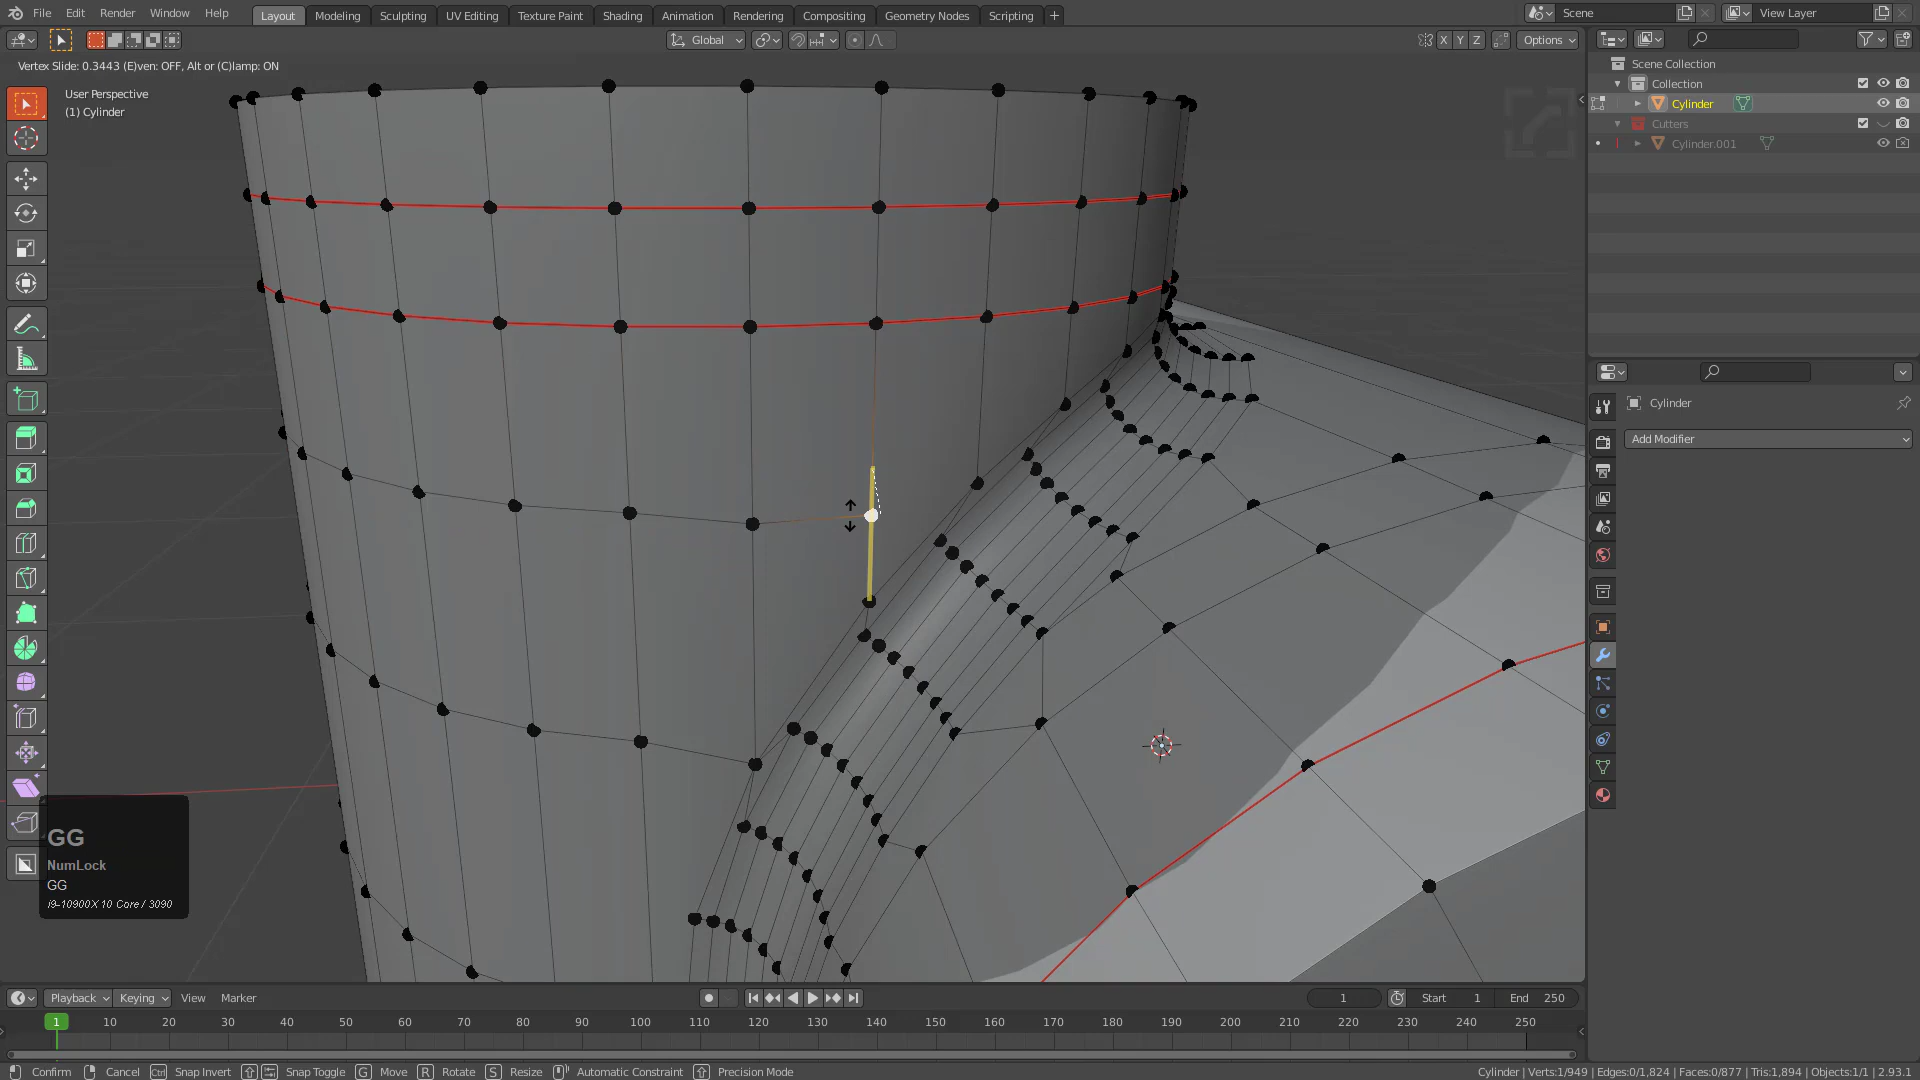 File Edit Render Window Help Layout Modeling Sculpting UV Editing Texture Paint Shading Animation Rendering Compositing Geometry Nodes Scripting + Scene View Layer
Global X Y Z Options
Vertex Slide: 0.3443 (E)ven: OFF, Alt or (C)lamp: ON
User Perspective
(1) Cylinder
Scene Collection
Collection
Cylinder
Cutters
Cylinder.001
Cylinder
Add Modifier
GG
NumLock
GG
i9-10900X 10 Core / 3090
Playback Keying View Marker 1 Start 1 End 250
1 10 20 30 40 50 60 70 80 90 100 110 120 130 140 150 160 170 180 190 200 210 220 230 240 250
Confirm Cancel Ctrl Snap Invert Snap Toggle G Move R Rotate S Resize Automatic Constraint Precision Mode Cylinder | Verts:1/949 | Edges:0/1,824 | Faces:0/877 | Tris:1,894 | Objects:1/1 | 2.93.1